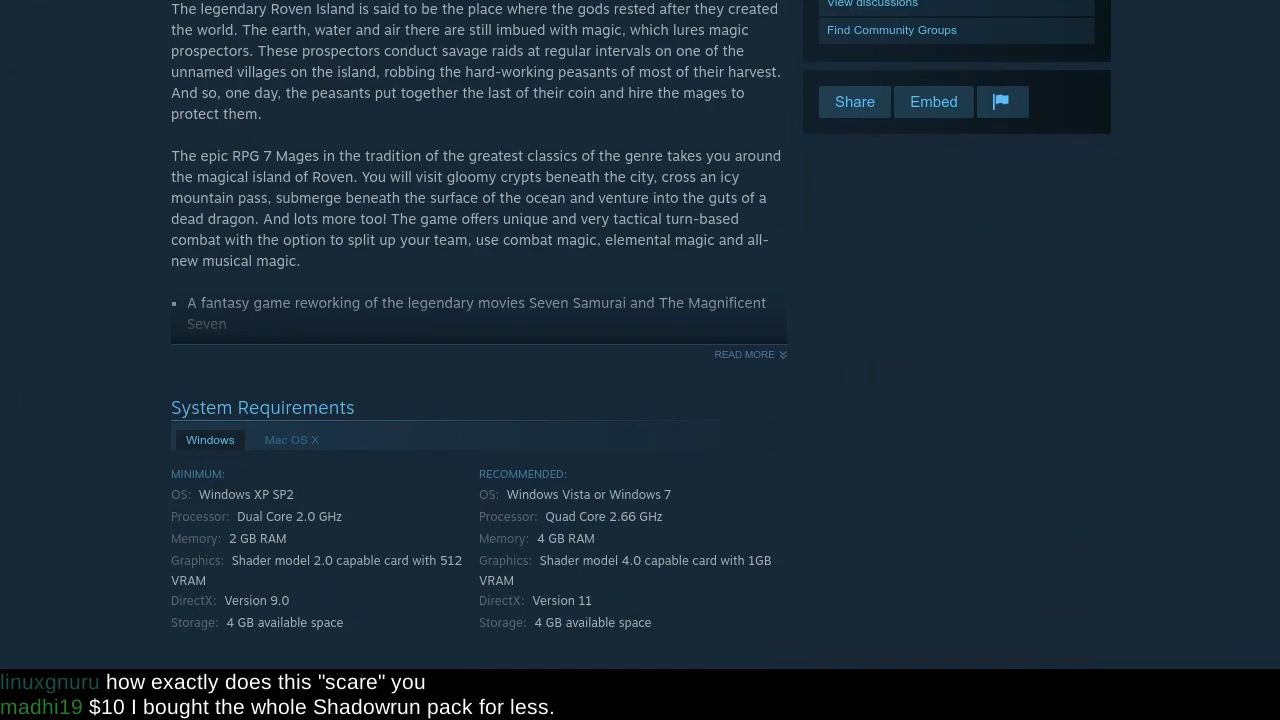 The legendary Roven Island is said to be the place where the gods rested after they created
the world. The earth, water and air there are still imbued with magic, which lures magic
prospectors. These prospectors conduct savage raids at regular intervals on one of the
unnamed villages on the island, robbing the hard-working peasants of most of their harvest.
And so, one day, the peasants put together the last of their coin and hire the mages to
protect them.
The epic RPG 7 Mages in the tradition of the greatest classics of the genre takes you around
the magical island of Roven. You will visit gloomy crypts beneath the city, cross an icy
mountain pass, submerge beneath the surface of the ocean and venture into the guts of a
dead dragon. And lots more too! The game offers unique and very tactical turn-based
combat with the option to split up your team, use combat magic, elemental magic and all-
new musical magic.
▪ A fantasy game reworking of the legendary movies Seven Samurai and The Magnificent
Seven
READ MORE
View discussions
Find Community Groups
Share Embed
System Requirements
Windows Mac OS X
MINIMUM:
OS: Windows XP SP2
Processor: Dual Core 2.0 GHz
Memory: 2 GB RAM
Graphics: Shader model 2.0 capable card with 512
VRAM
DirectX: Version 9.0
Storage: 4 GB available space
RECOMMENDED:
OS: Windows Vista or Windows 7
Processor: Quad Core 2.66 GHz
Memory: 4 GB RAM
Graphics: Shader model 4.0 capable card with 1GB
VRAM
DirectX: Version 11
Storage: 4 GB available space
linuxgnuru how exactly does this "scare" you
madhi19 $10 I bought the whole Shadowrun pack for less.